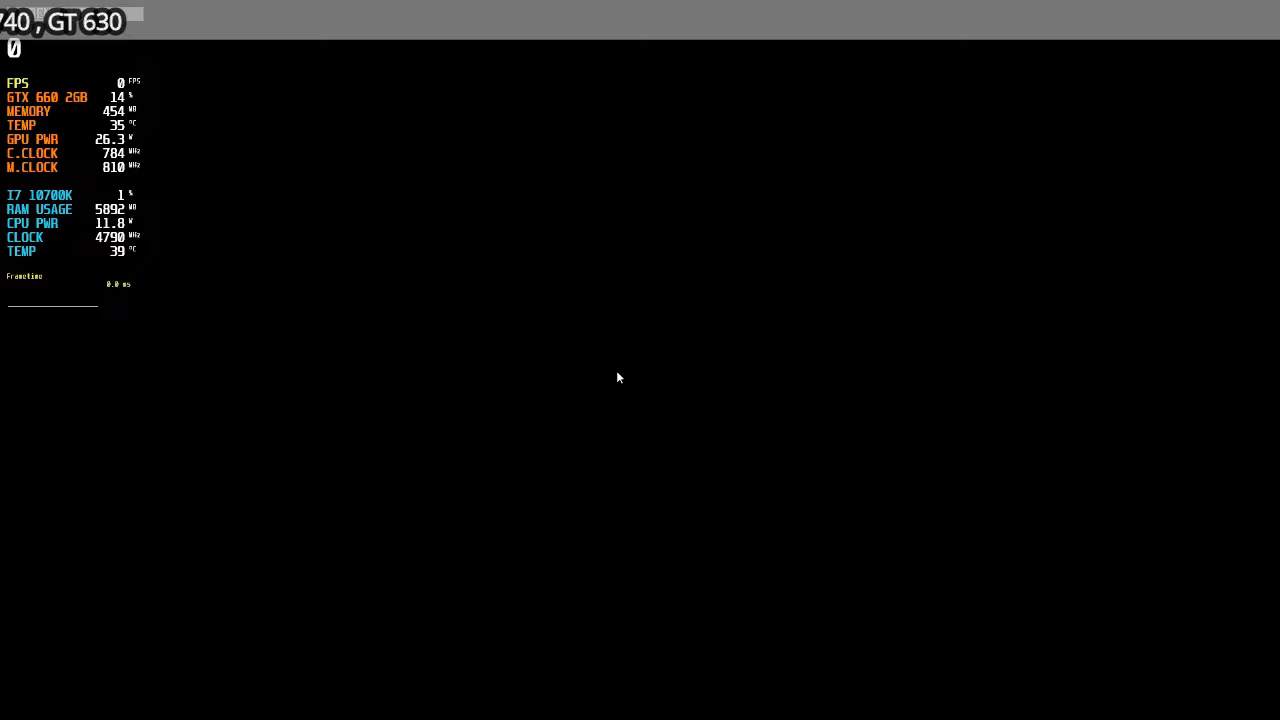 740 , GT 630
0
FPS 0 FPS
GTX 660 2GB 14 %
MEMORY 454 MB
TEMP 35 °C
GPU PWR 26.3 W
C.CLOCK 784 MHz
M.CLOCK 810 MHz
I7 10700K 1 %
RAM USAGE 5892 MB
CPU PWR 11.8 W
CLOCK 4790 MHz
TEMP 39 °C
Frametime
0.0 ms